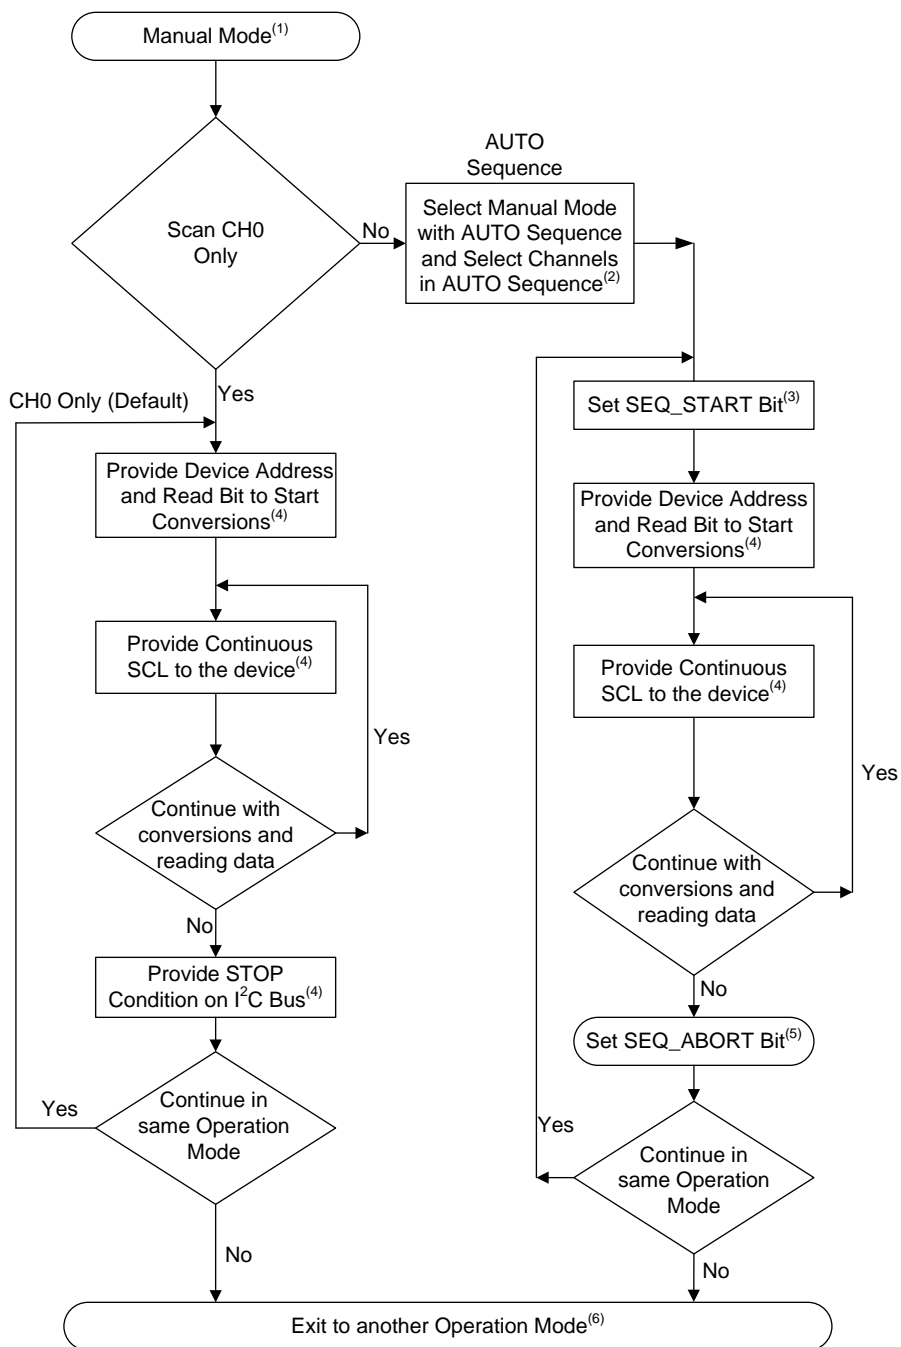 Manual Mode(1)
Scan CH0
Only
No
AUTO
Sequence
Select Manual Mode
with AUTO Sequence
and Select Channels
in AUTO Sequence(2)
Yes
CH0 Only (Default)
Provide Device Address
and Read Bit to Start
Conversions(4)
Provide Continuous
SCL to the device(4)
Yes
Continue with
conversions and
reading data
No
Provide STOP
Condition on I2C Bus(4)
Yes
Continue in
same Operation
Mode
No
Set SEQ_START Bit(3)
Provide Device Address
and Read Bit to Start
Conversions(4)
Provide Continuous
SCL to the device(4)
Yes
Continue with
conversions and
reading data
No
Set SEQ_ABORT Bit(5)
Yes
Continue in
same Operation
Mode
No
Exit to another Operation Mode(6)